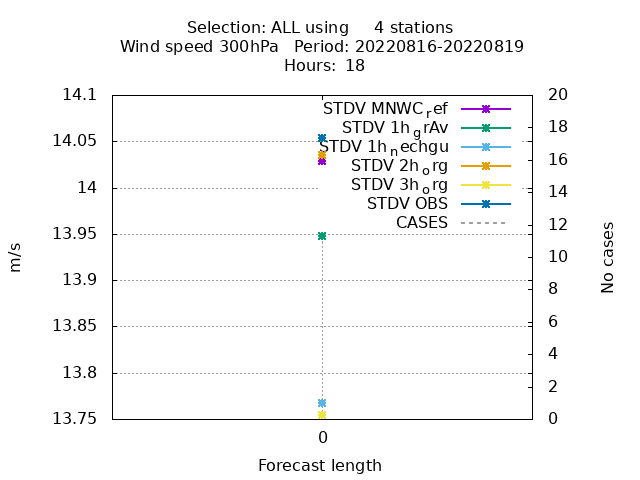 Selection: ALL using     4 stations
Wind speed 300hPa   Period: 20220816-20220819
Hours: 18
14.1
14.05
14
13.95
13.9
13.85
13.8
13.75
20
18
16
14
12
10
8
6
4
2
0
STDV MNWC_ref
STDV 1h_grAv
STDV 1h_nechgu
STDV 2h_org
STDV 3h_org
STDV OBS
CASES
m/s
No cases
0
Forecast length